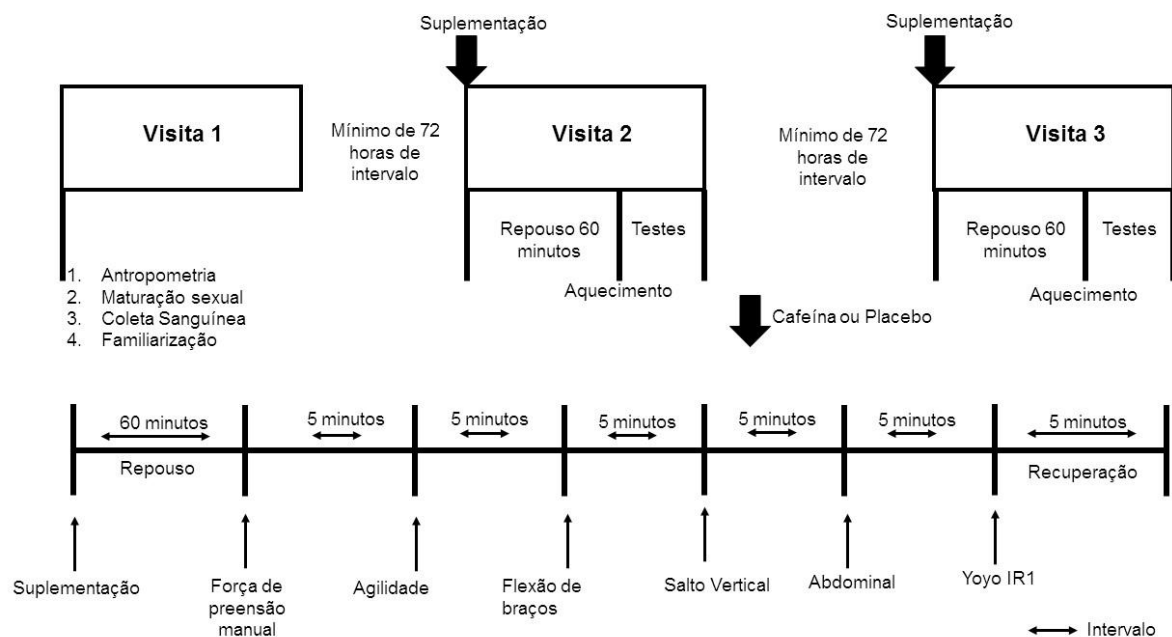 Suplementação
Suplementação
Visita 1
Mínimo de 72
horas de
intervalo
Visita 2
Mínimo de 72
horas de
intervalo
Visita 3
Repouso 60
minutos
Testes
Repouso 60
minutos
Testes
Aquecimento
Aquecimento
1. Antropometria
2. Maturação sexual
3. Coleta Sanguínea
4. Familiarização
Cafeína ou Placebo
60 minutos
5 minutos
5 minutos
5 minutos
5 minutos
5 minutos
5 minutos
Repouso
Recuperação
Suplementação
Força de
preensão
manual
Agilidade
Flexão de
braços
Salto Vertical
Abdominal
Yoyo IR1
Intervalo